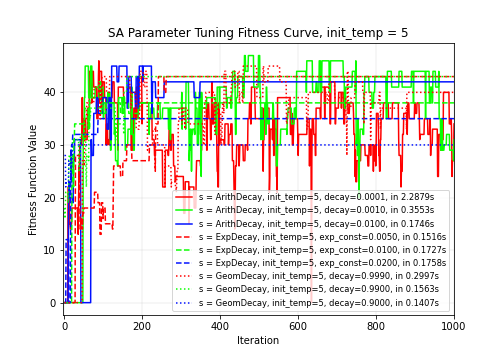 SA Parameter Tuning Fitness Curve, init_temp = 5
Fitness Function Value
40
30
20
10
0
s = ArithDecay, init_temp=5, decay=0.0001, in 2.2879s
s = ArithDecay, init_temp=5, decay=0.0010, in 0.3553s
s = ArithDecay, init_temp=5, decay=0.0100, in 0.1746s
s = ExpDecay, init_temp=5, exp_const=0.0050, in 0.1516s
s = ExpDecay, init_temp=5, exp_const=0.0100, in 0.1727s
s = ExpDecay, init_temp=5, exp_const=0.0200, in 0.1758s
s = GeomDecay, init_temp=5, decay=0.9990, in 0.2997s
s = GeomDecay, init_temp=5, decay=0.9900, in 0.1563s
s = GeomDecay, init_temp=5, decay=0.9000, in 0.1407s
0 200 400 600 800 1000
Iteration